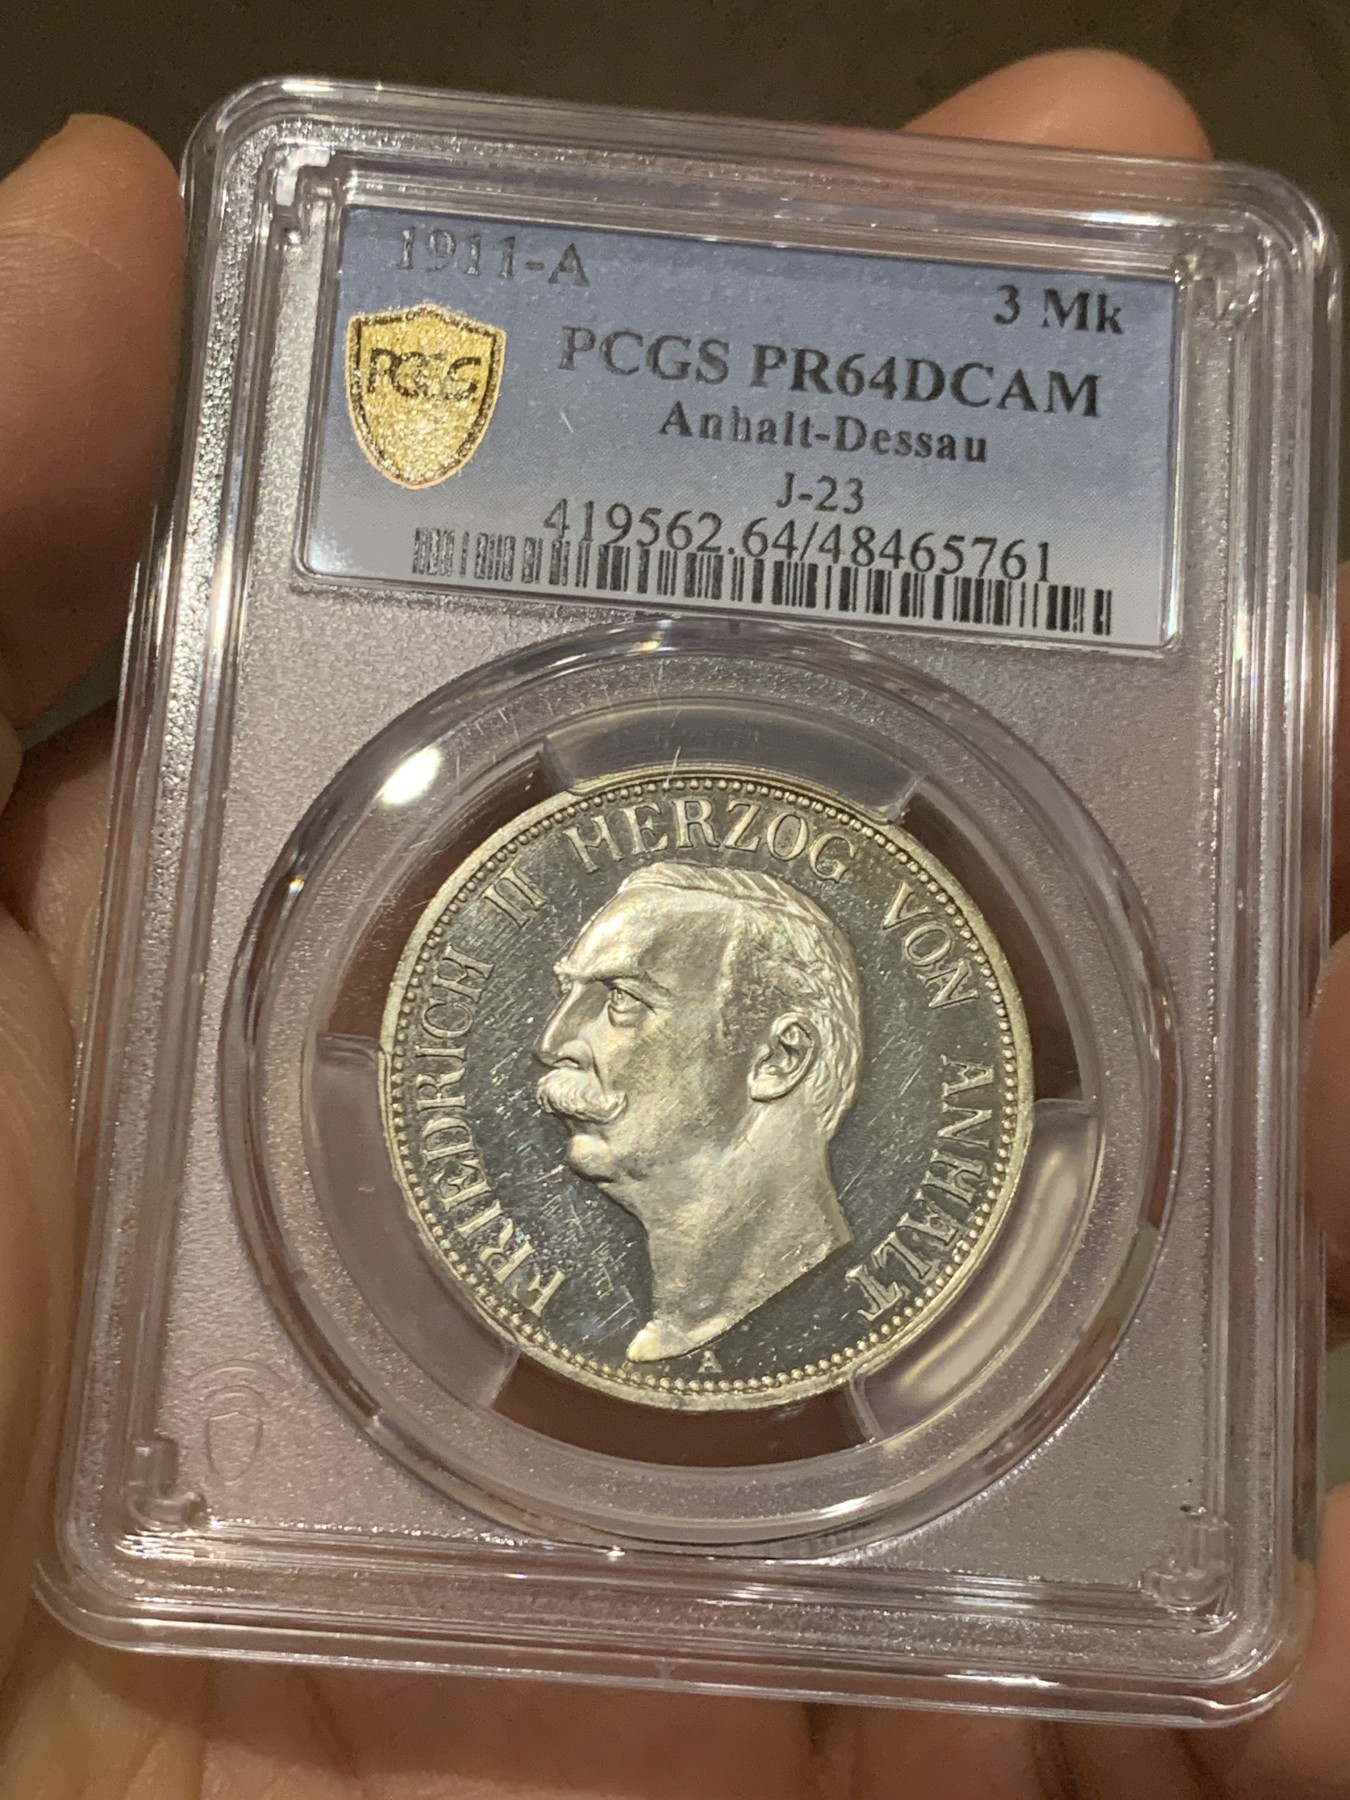 1911-A
3 Mk
PCGS
PCGS PR64DCAM
Anhalt-Dessau
J-23
419562.64/48465761
FRIEDRICH II HERZOG VON ANHALT
A